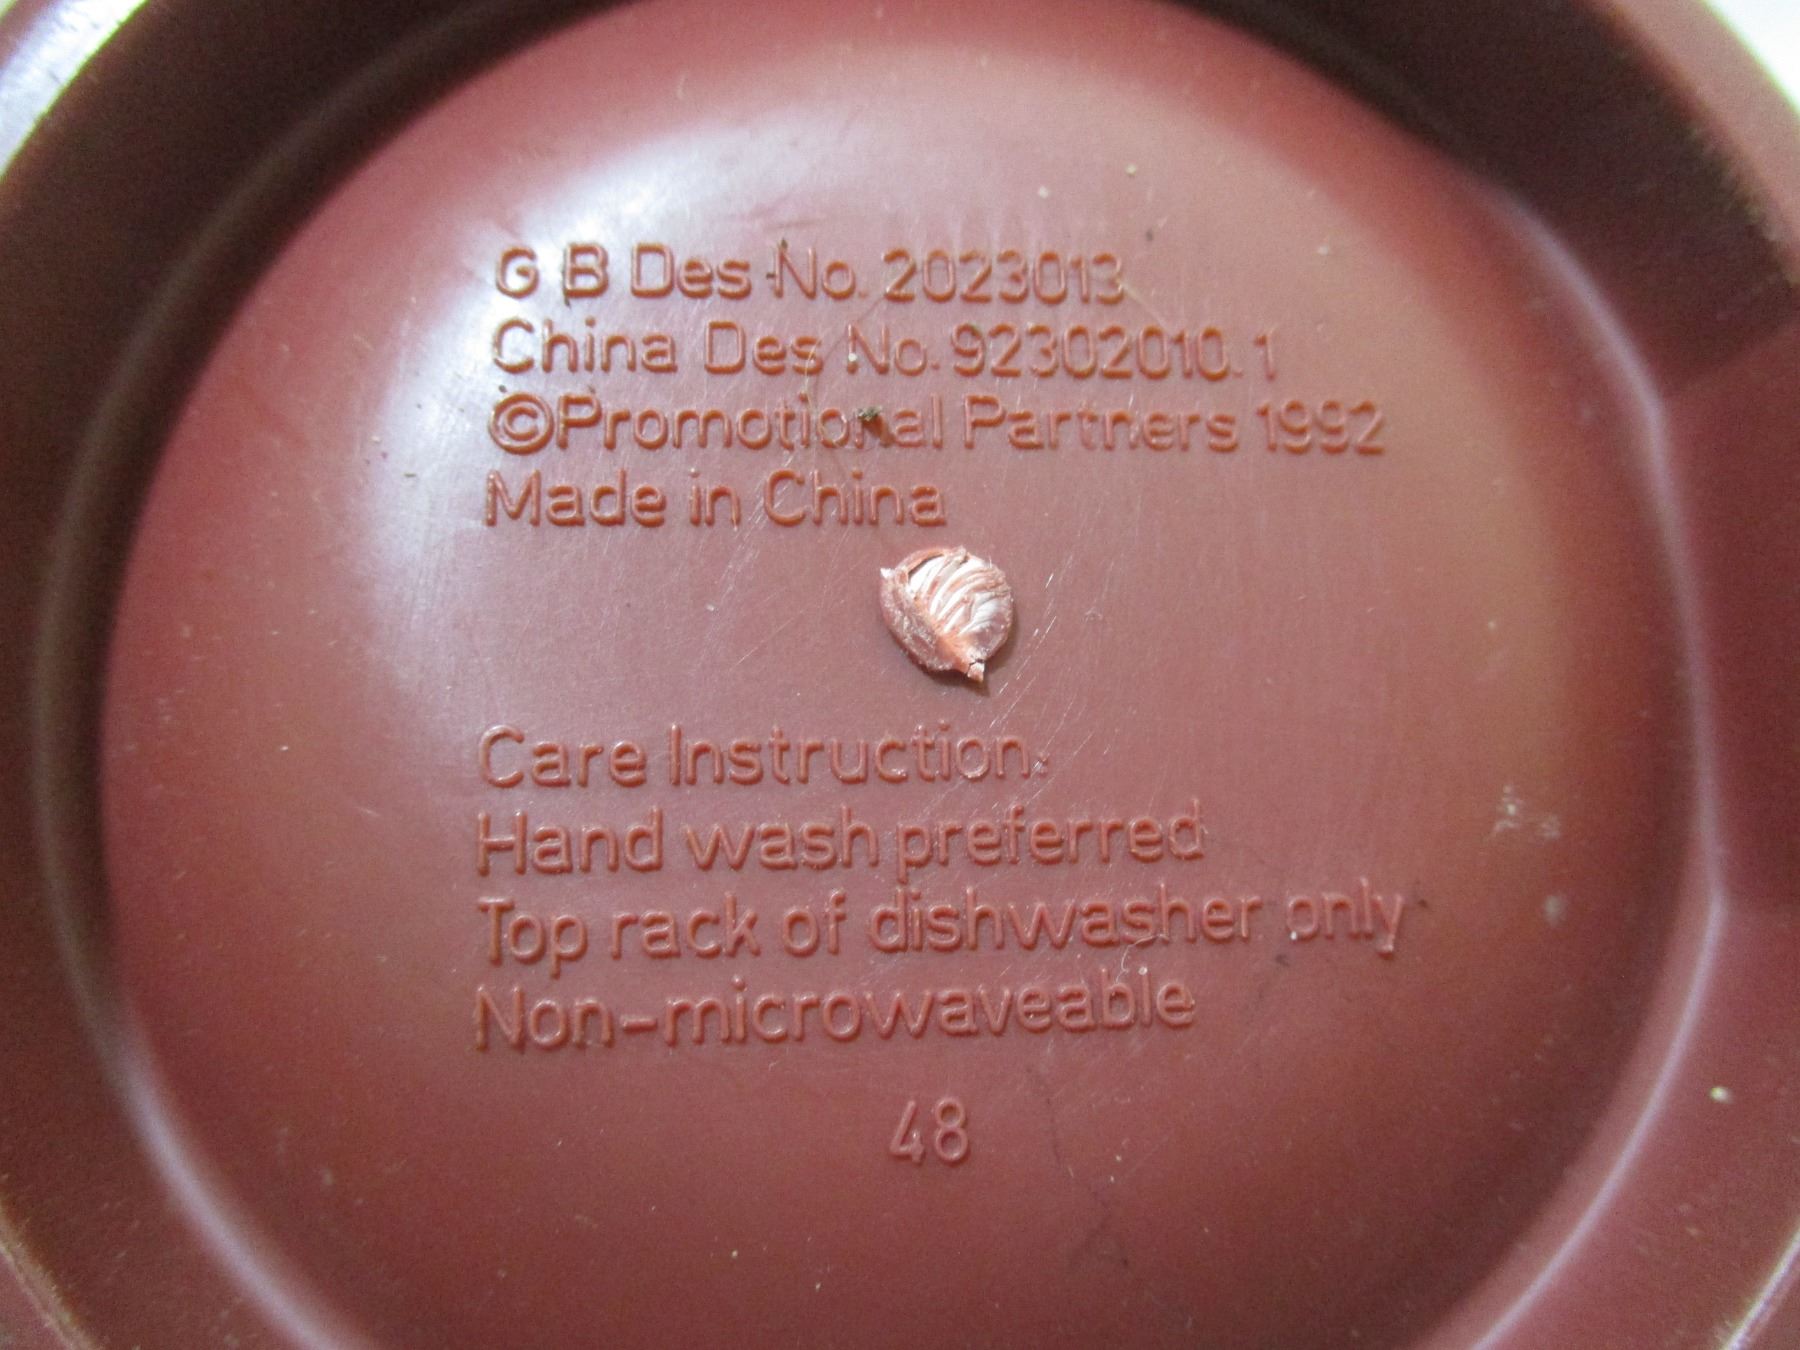 G B Des No. 2023013
China Des No. 92302010.1
©Promotional Partners 1992
Made in China
Care Instruction:
Hand wash preferred
Top rack of dishwasher only
Non-microwaveable
48